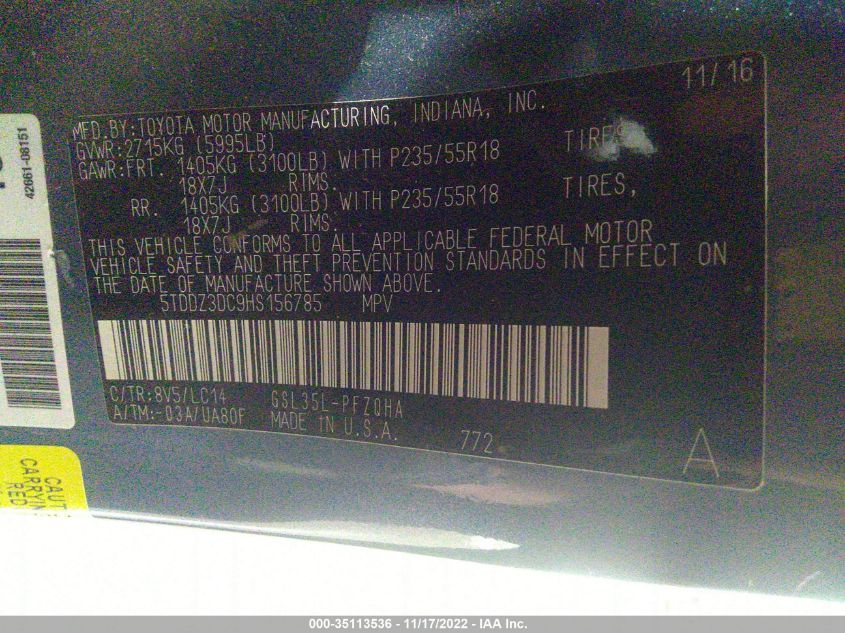 11/16
MFD.BY:TOYOTA MOTOR MANUFACTURING, INDIANA, INC.
GVWR:2715KG (5995LB)
GAWR:FRT. 1405KG (3100LB) WITH P235/55R18 TIRES
18X7J RIMS.
RR. 1405KG (3100LB) WITH P235/55R18 TIRES,
18X7J RIMS.
THIS VEHICLE CONFORMS TO ALL APPLICABLE FEDERAL MOTOR
VEHICLE SAFETY AND THEFT PREVENTION STANDARDS IN EFFECT ON
THE DATE OF MANUFACTURE SHOWN ABOVE.
5TDDZ3DC9HS156785 MPV
C/TR:8V5/LC14 GSL35L-PFZQHA
A/TM:-03A/UA80F MADE IN U.S.A. 772
A
42661-08151
CAUT
CARRYIN
RED
000-35113536 - 11/17/2022 - IAA Inc.